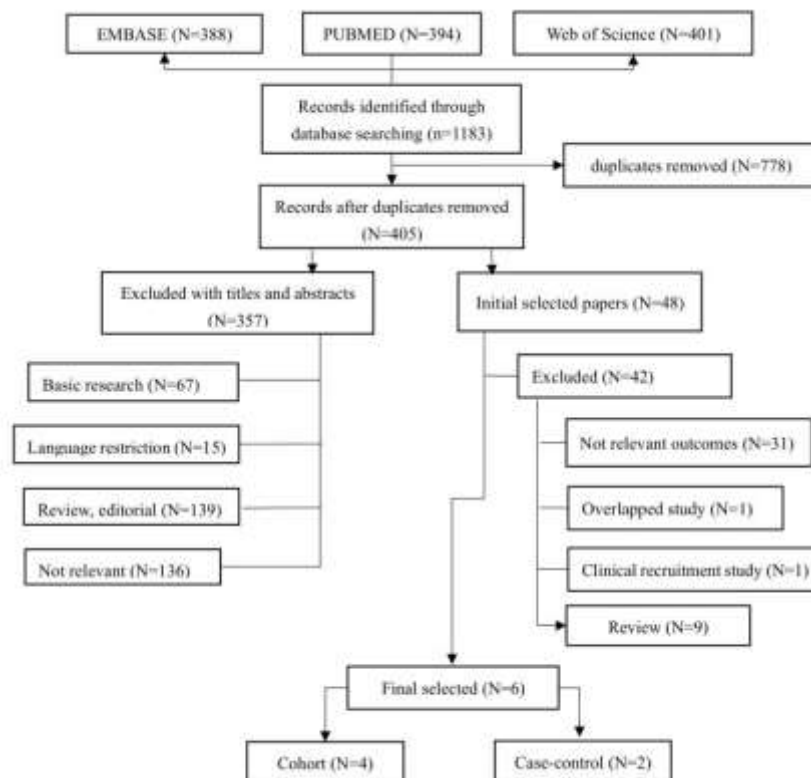 EMBASE (N=388)
PUBMED (N=394)
Web of Science (N=401)
Records identified through
database searching (n=1183)
duplicates removed (N=778)
Records after duplicates removed
(N=405)
Excluded with titles and abstracts
(N=357)
Initial selected papers (N=48)
Basic research (N=67)
Language restriction (N=15)
Review, editorial (N=139)
Not relevant (N=136)
Excluded (N=42)
Not relevant outcomes (N=31)
Overlapped study (N=1)
Clinical recruitment study (N=1)
Review (N=9)
Final selected (N=6)
Cohort (N=4)
Case-control (N=2)